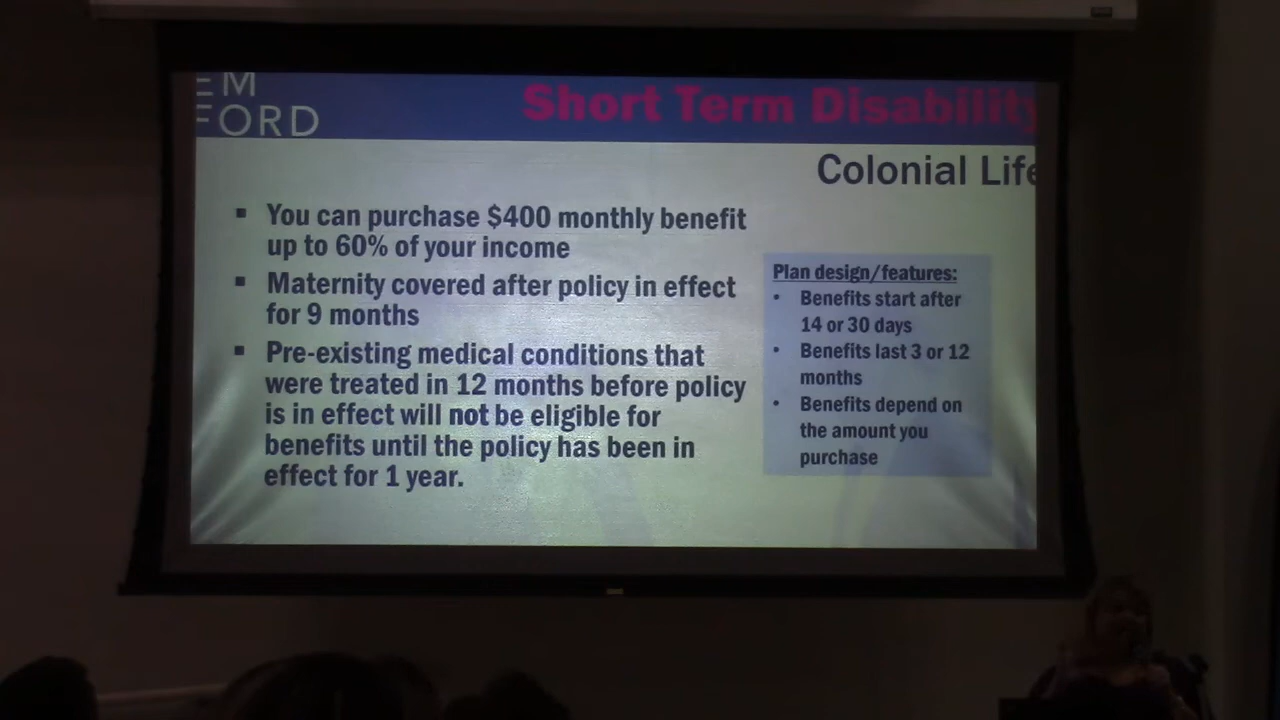 EM
FORD
Short Term Disability
Colonial Life
▪ You can purchase $400 monthly benefit
up to 60% of your income
▪ Maternity covered after policy in effect
for 9 months
▪ Pre-existing medical conditions that
were treated in 12 months before policy
is in effect will not be eligible for
benefits until the policy has been in
effect for 1 year.
Plan design/features:
• Benefits start after
14 or 30 days
• Benefits last 3 or 12
months
• Benefits depend on
the amount you
purchase